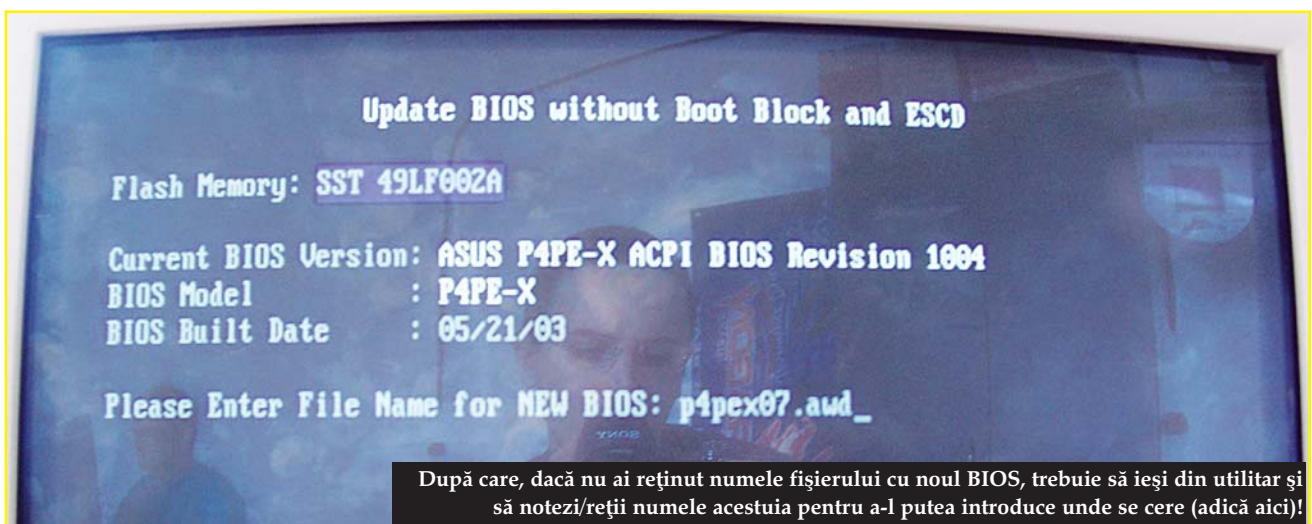 Update BIOS without Boot Block and ESCD
Flash Memory: SST 49LF002A
Current BIOS Version: ASUS P4PE-X ACPI BIOS Revision 1004
BIOS Model : P4PE-X
BIOS Built Date : 05/21/03
Please Enter File Name for NEW BIOS: p4pex07.awd_
După care, dacă nu ai reţinut numele fişierului cu noul BIOS, trebuie să ieşi din utilitar şi
să notezi/reţii numele acestuia pentru a-l putea introduce unde se cere (adică aici)!